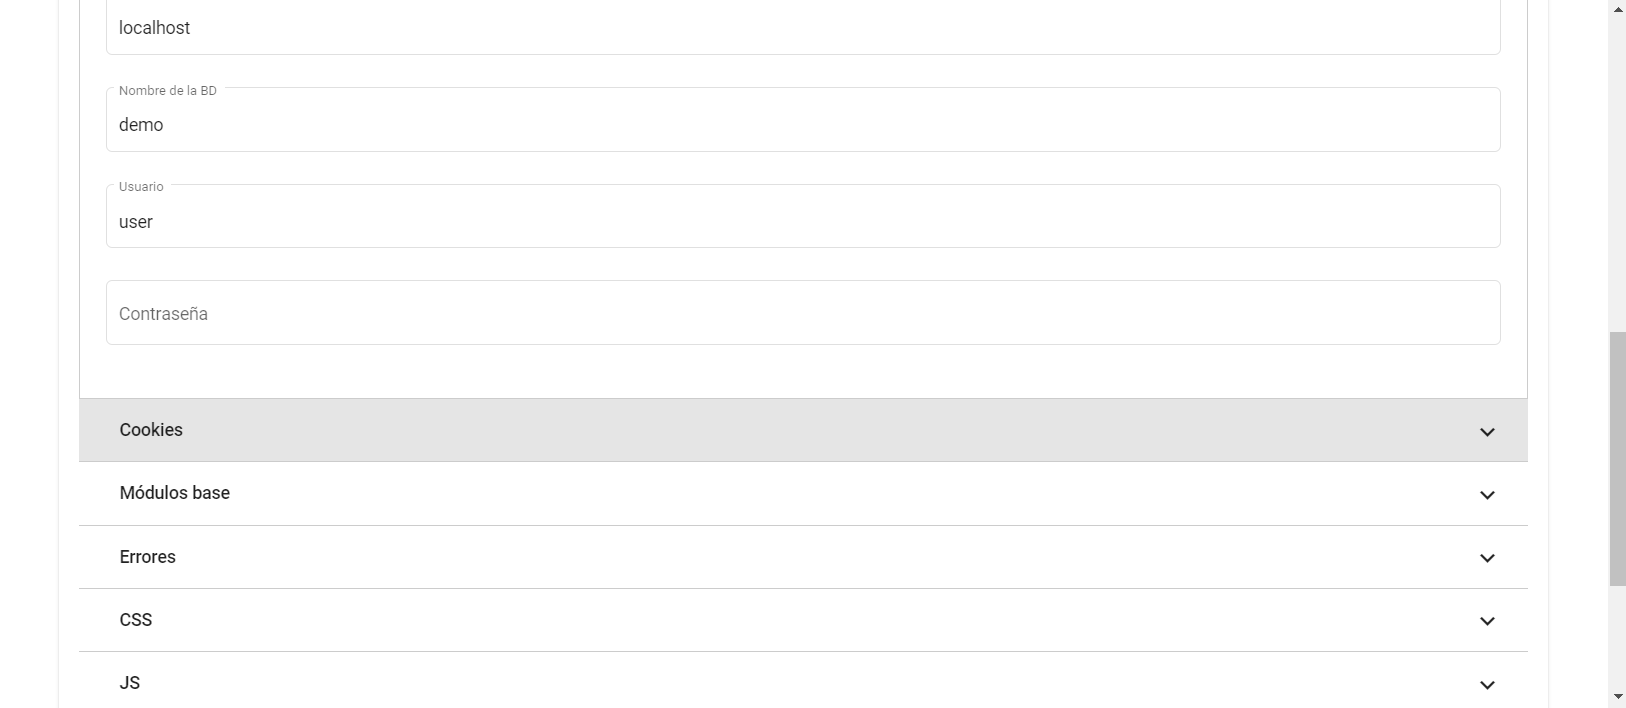 localhost
Nombre de la BD
demo
Usuario
user
Contraseña
Cookies
Módulos base
Errores
CSS
JS